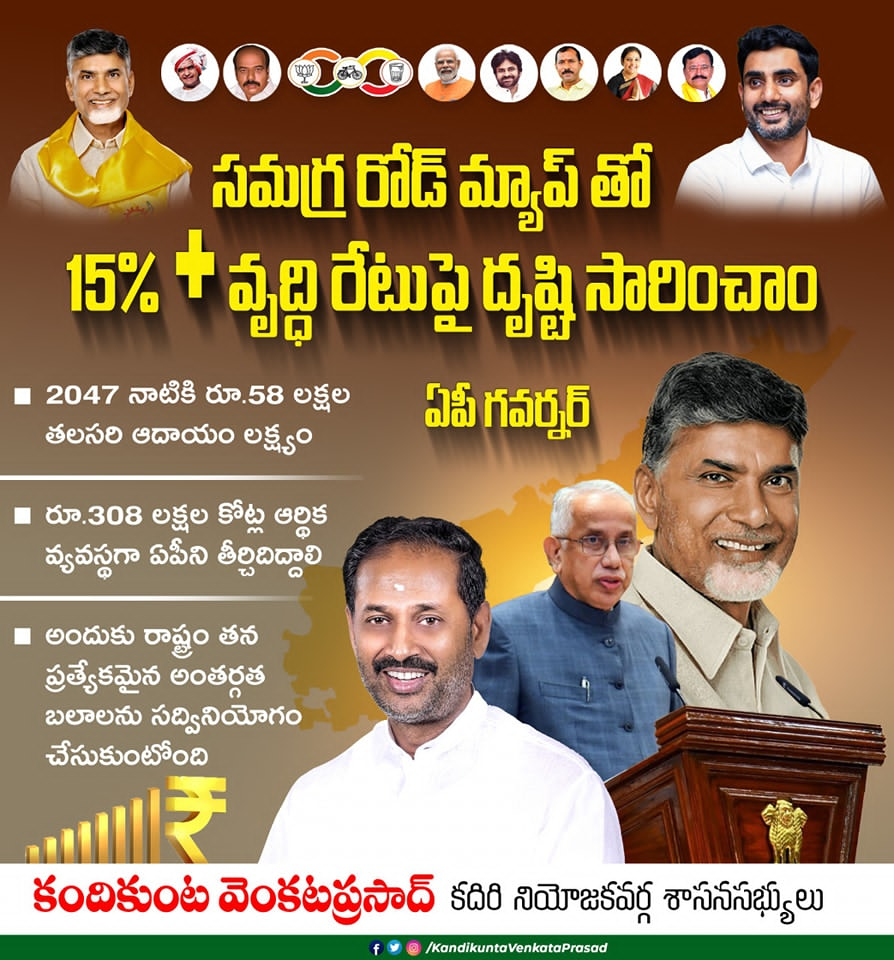 సమగ్ర రోడ్ మ్యాప్ తో
15% + వృద్ధి రేటుపై దృష్టి సారించాం
ఏపీ గవర్నర్
2047 నాటికి రూ.58 లక్షల
తలసరి ఆదాయం లక్ష్యం
రూ.308 లక్షల కోట్ల ఆర్థిక
వ్యవస్థగా ఏపీని తీర్చిదిద్దాలి
అందుకు రాష్ట్రం తన
ప్రత్యేకమైన అంతర్గత
బలాలను సద్వినియోగం
చేసుకుంటోంది
కందికుంట వెంకటప్రసాద్ కదిరి నియోజకవర్గ శాసనసభ్యులు
/KandikuntaVenkataPrasad